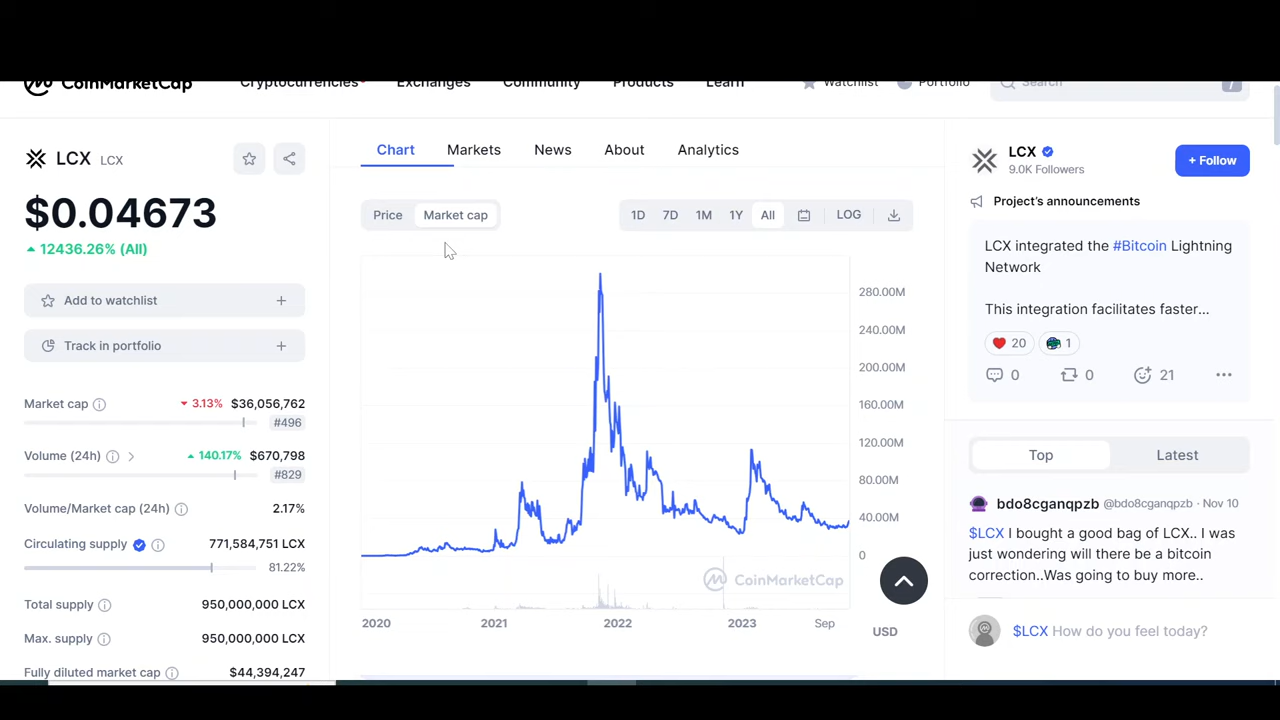 CoinMarketCap
Cryptocurrencies Exchanges Community Products Learn
Watchlist Portfolio Search /
LCX LCX
$0.04673
12436.26% (All)
Add to watchlist +
Track in portfolio +
Market cap 3.13% $36,056,762
#496
Volume (24h) 140.17% $670,798
#829
Volume/Market cap (24h) 2.17%
Circulating supply 771,584,751 LCX
81.22%
Total supply 950,000,000 LCX
Max. supply 950,000,000 LCX
Fully diluted market cap $44,394,247
Chart Markets News About Analytics
Price Market cap 1D 7D 1M 1Y All LOG
280.00M
240.00M
200.00M
160.00M
120.00M
80.00M
40.00M
0
CoinMarketCap
2020 2021 2022 2023 Sep USD
LCX
9.0K Followers
+ Follow
Project's announcements
LCX integrated the #Bitcoin Lightning
Network
This integration facilitates faster...
20 1
0 0 21
Top Latest
bdo8cganqpzb @bdo8cganqpzb · Nov 10
$LCX I bought a good bag of LCX.. I was
just wondering will there be a bitcoin
correction..Was going to buy more..
$LCX How do you feel today?